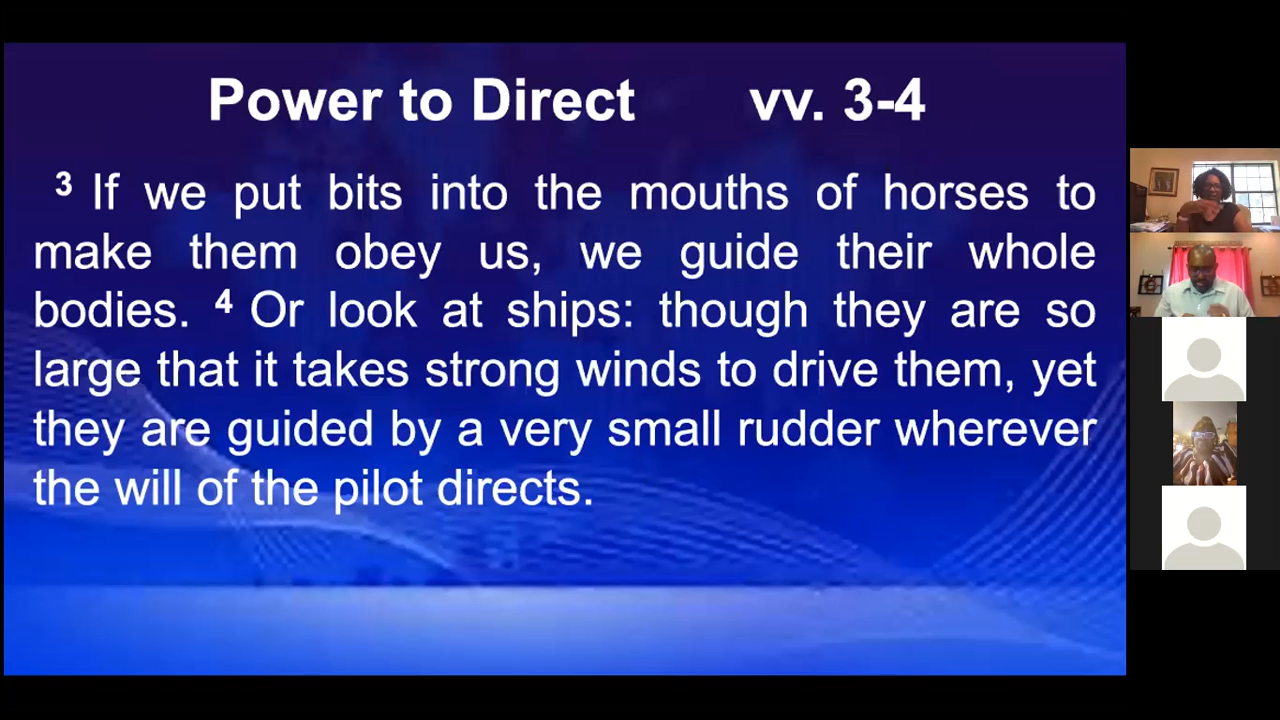 Power to Direct vv. 3-4
3 If we put bits into the mouths of horses to
make them obey us, we guide their whole
bodies. 4 Or look at ships: though they are so
large that it takes strong winds to drive them, yet
they are guided by a very small rudder wherever
the will of the pilot directs.